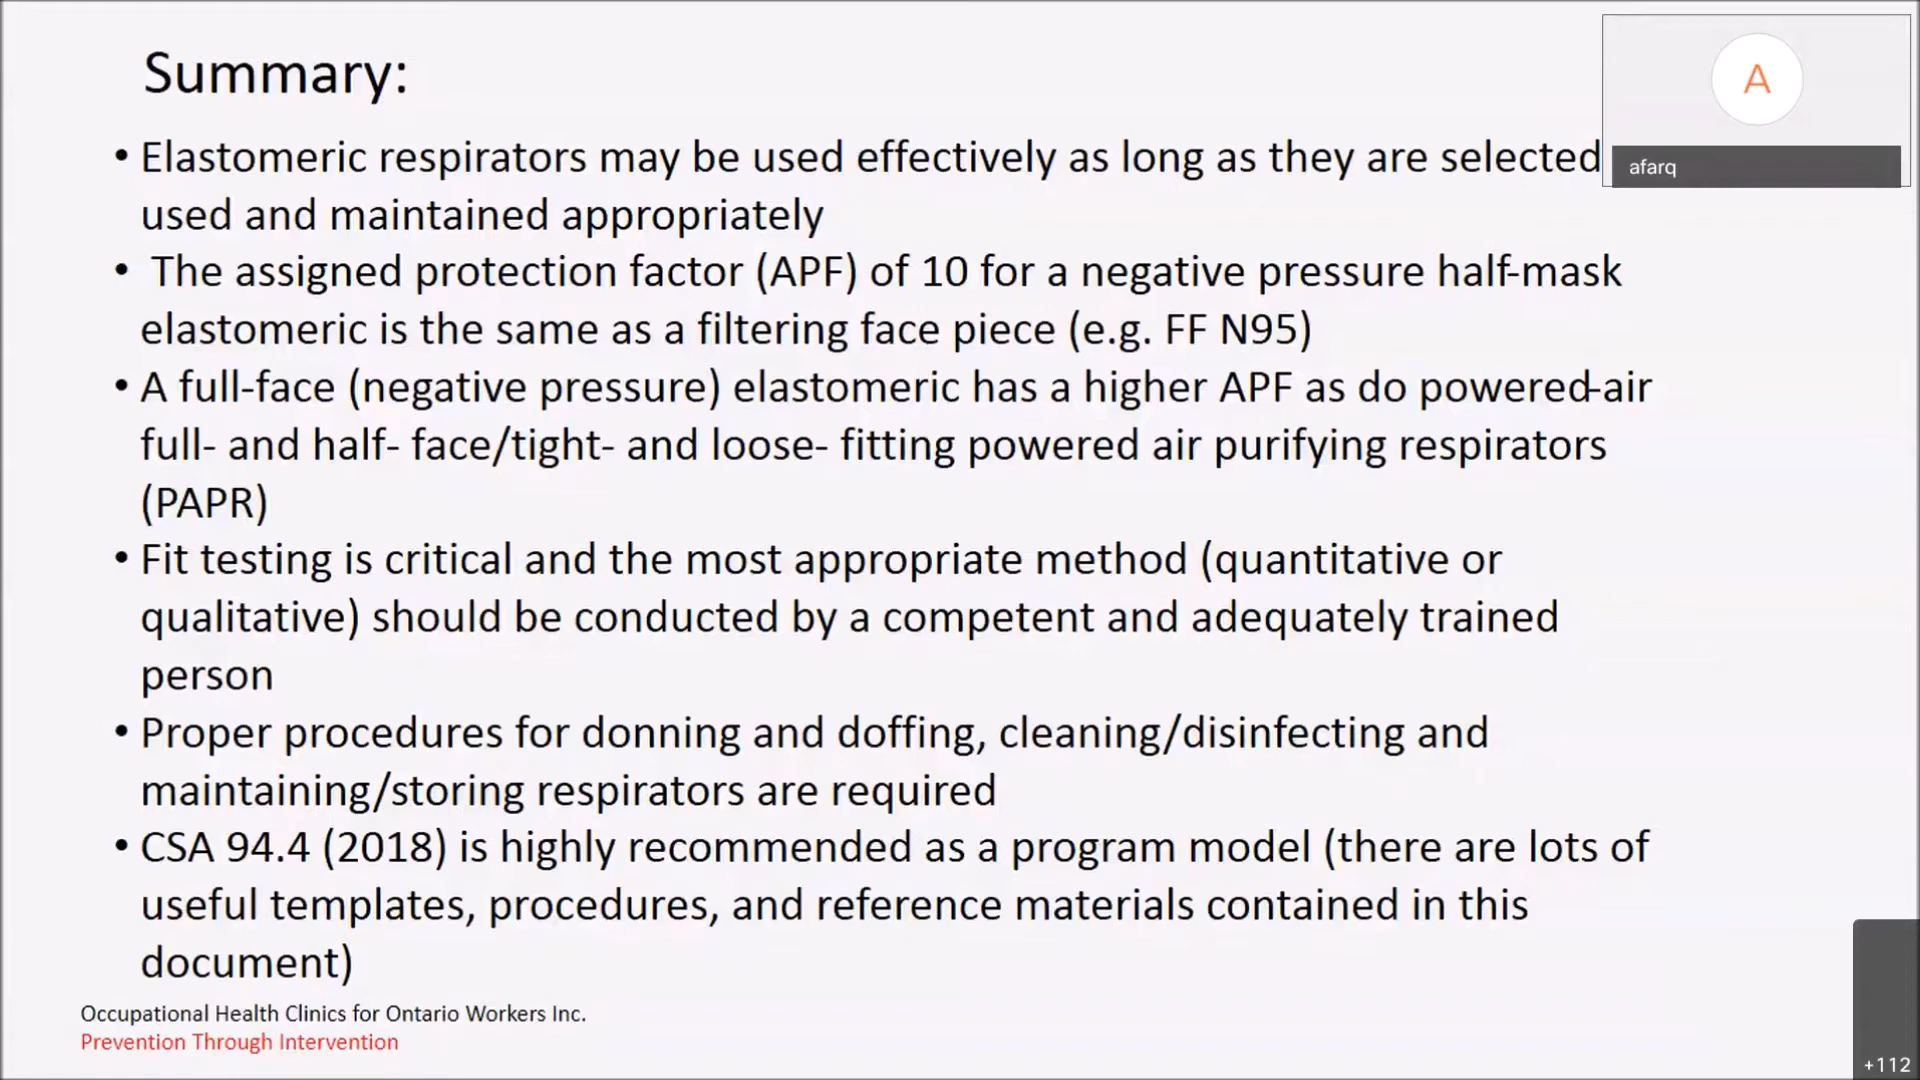 Summary:
A
afarq
• Elastomeric respirators may be used effectively as long as they are selected
used and maintained appropriately
• The assigned protection factor (APF) of 10 for a negative pressure half-mask
elastomeric is the same as a filtering face piece (e.g. FF N95)
• A full-face (negative pressure) elastomeric has a higher APF as do powered-air
full- and half- face/tight- and loose- fitting powered air purifying respirators
(PAPR)
• Fit testing is critical and the most appropriate method (quantitative or
qualitative) should be conducted by a competent and adequately trained
person
• Proper procedures for donning and doffing, cleaning/disinfecting and
maintaining/storing respirators are required
• CSA 94.4 (2018) is highly recommended as a program model (there are lots of
useful templates, procedures, and reference materials contained in this
document)
Occupational Health Clinics for Ontario Workers Inc.
Prevention Through Intervention
+112